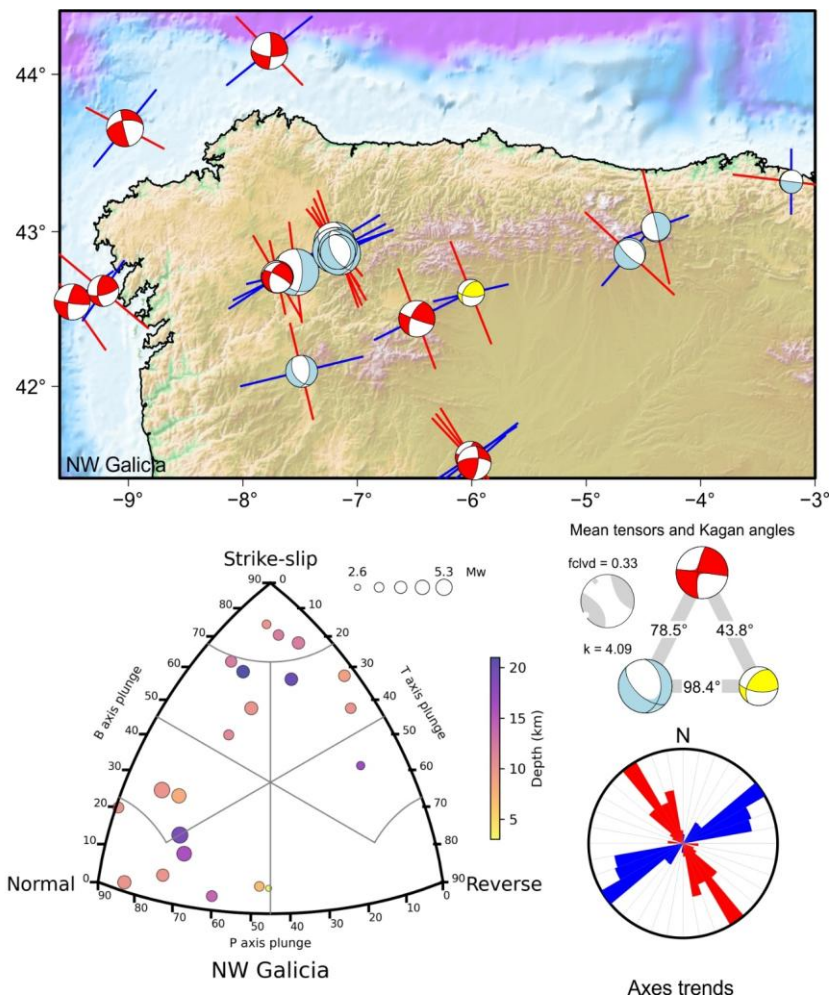 44°
43°
42°
NW Galicia
−9° −8° −7° −6° −5° −4° −3°
Mean tensors and Kagan angles
fclvd = 0.33
k = 4.09
78.5° 43.8°
98.4°
Strike-slip
2.6 5.3 Mw
90 0
80 10
70 20
60 30
50 40
40 50
30 60
20 70
10 80
0 90
B axis plunge
T axis plunge
Normal
Reverse
90 80 70 60 50 40 30 20 10 0
P axis plunge
NW Galicia
20
15
10
5
Depth (km)
N
Axes trends